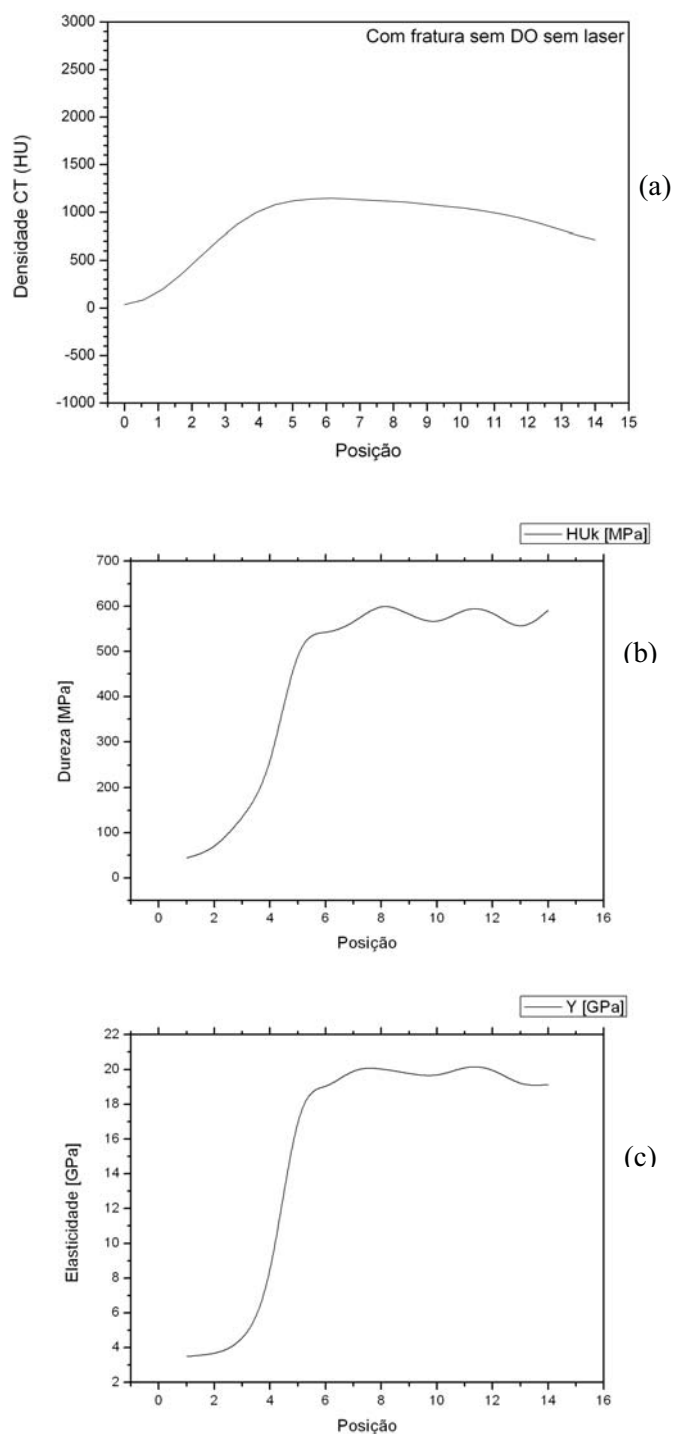 Com fratura sem DO sem laser
3000
2500
2000
1500
1000
500
0
-500
-1000
Densidade CT (HU)
0 1 2 3 4 5 6 7 8 9 10 11 12 13 14 15
Posição
(a)
HUk [MPa]
700
600
500
400
300
200
100
0
Dureza [MPa]
0 2 4 6 8 10 12 14 16
Posição
(b)
Y [GPa]
22
20
18
16
14
12
10
8
6
4
2
Elasticidade [GPa]
0 2 4 6 8 10 12 14 16
Posição
(c)